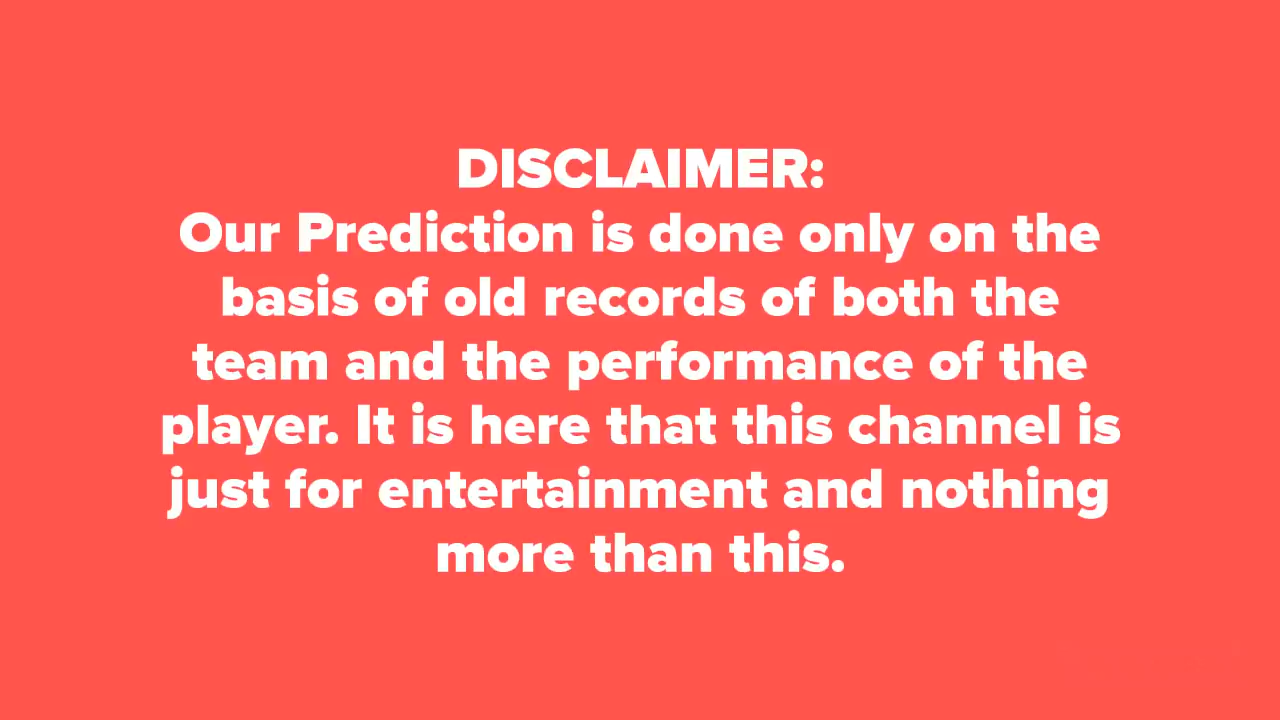 DISCLAIMER:
Our Prediction is done only on the
basis of old records of both the
team and the performance of the
player. It is here that this channel is
just for entertainment and nothing
more than this.